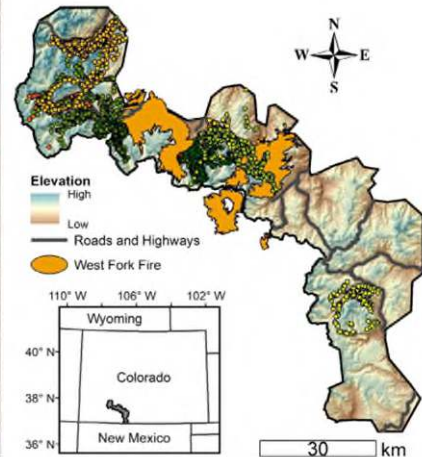 N
W E
S
Elevation
High
Low
Roads and Highways
West Fork Fire
110° W 106° W 102° W
Wyoming
40° N
Colorado
38° N
36° N
New Mexico
30 km